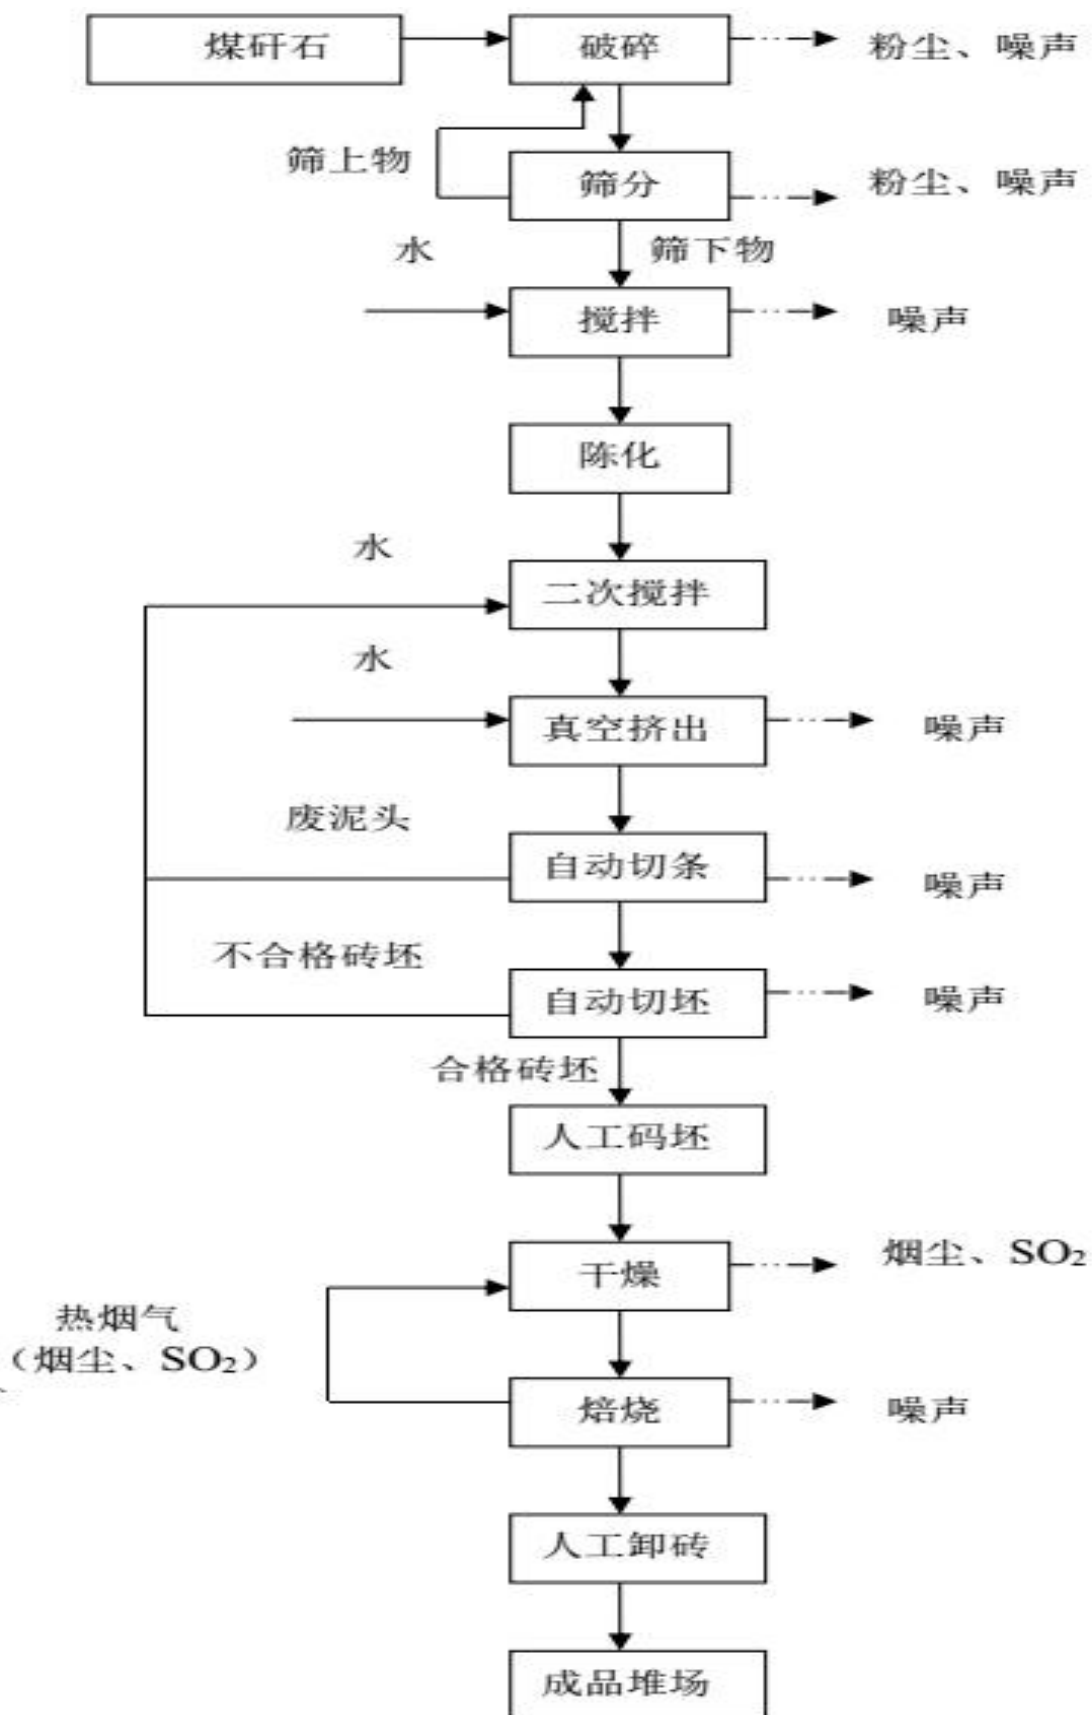 煤矸石
破碎
粉尘、噪声
筛上物
筛分
粉尘、噪声
水
筛下物
搅拌
噪声
陈化
水
二次搅拌
水
真空挤出
噪声
废泥头
自动切条
噪声
不合格砖坯
自动切坯
噪声
合格砖坯
人工码坯
干燥
烟尘、SO₂
热烟气
（烟尘、SO₂）
焙烧
噪声
人工卸砖
成品堆场